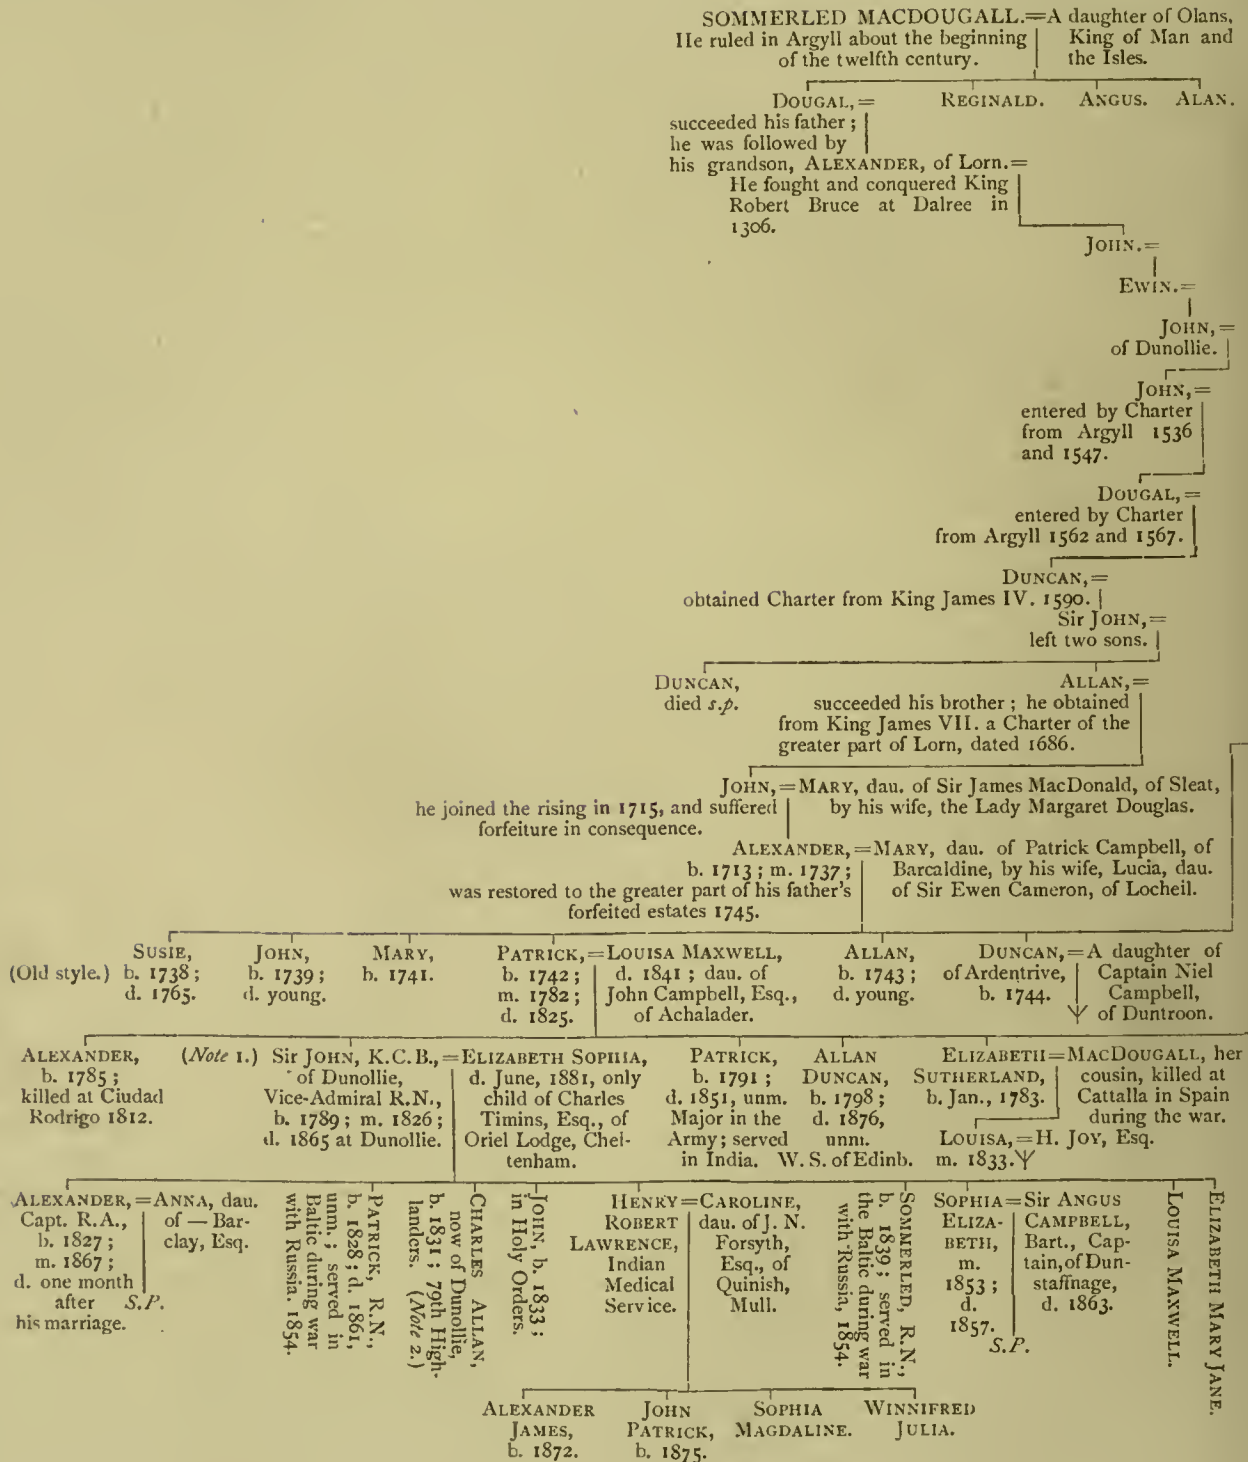 SOMMERLED MACDOUGALL.=A daughter of Olans,
He ruled in Argyll about the beginning King of Man and
of the twelfth century. the Isles.
DOUGAL,= REGINALD. ANGUS. ALAN.
succeeded his father ;
he was followed by
his grandson, ALEXANDER, of Lorn.=
He fought and conquered King
Robert Bruce at Dalree in
1306.
JOHN.=
EWIN.=
JOHN,=
of Dunollie.
JOHN,=
entered by Charter
from Argyll 1536
and 1547.
DOUGAL,=
entered by Charter
from Argyll 1562 and 1567.
DUNCAN,=
obtained Charter from King James IV. 1590.
Sir JOHN,=
left two sons.
DUNCAN,
died s.p.
ALLAN,=
succeeded his brother ; he obtained
from King James VII. a Charter of the
greater part of Lorn, dated 1686.
JOHN,=MARY, dau. of Sir James MacDonald, of Sleat,
he joined the rising in 1715, and suffered by his wife, the Lady Margaret Douglas.
forfeiture in consequence.
ALEXANDER,=MARY, dau. of Patrick Campbell, of
b. 1713 ; m. 1737 ; Barcaldine, by his wife, Lucia, dau.
was restored to the greater part of his father's of Sir Ewen Cameron, of Locheil.
forfeited estates 1745.
(Old style.)
SUSIE,
b. 1738 ;
d. 1765.
JOHN,
b. 1739 ;
d. young.
MARY,
b. 1741.
PATRICK,=LOUISA MAXWELL,
b. 1742 ; d. 1841 ; dau. of
m. 1782 ; John Campbell, Esq.,
d. 1825. of Achalader.
ALLAN,
b. 1743 ;
d. young.
DUNCAN,=A daughter of
of Ardentrive, Captain Niel
b. 1744. Campbell,
of Duntroon.
ALEXANDER,
b. 1785 ;
killed at Ciudad
Rodrigo 1812.
(Note 1.) Sir JOHN, K.C.B.,=ELIZABETH SOPHIA,
of Dunollie, d. June, 1881, only
Vice-Admiral R.N., child of Charles
b. 1789 ; m. 1826 ; Timins, Esq., of
d. 1865 at Dunollie. Oriel Lodge, Chel-
tenham.
PATRICK,
b. 1791 ;
d. 1851, unm.
Major in the
Army; served
in India.
ALLAN
DUNCAN,
b. 1798 ;
d. 1876,
unm.
W. S. of Edinb.
ELIZABETH=MACDOUGALL, her
SUTHERLAND, cousin, killed at
b. Jan., 1783. Cattalla in Spain
during the war.
LOUISA,=H. JOY, Esq.
m. 1833.
ALEXANDER,=ANNA, dau.
Capt. R.A., of — Bar-
b. 1827 ; clay, Esq.
m. 1867 ;
d. one month
after S.P.
his marriage.
PATRICK, R.N.,
b. 1828; d. 1861,
unm. ; served in
Baltic during war
with Russia. 1854.
CHARLES ALLAN,
now of Dunollie,
b. 1831 ; 79th High-
landers. (Note 2.)
JOHN, b. 1833 ;
in Holy Orders.
HENRY=CAROLINE,
ROBERT dau. of J. N.
LAWRENCE, Forsyth,
Indian Esq., of
Medical Quinish,
Service. Mull.
SOMMERLED, R.N.,
b. 1839 ; served in
the Baltic during war
with Russia, 1854.
SOPHIA=Sir ANGUS
ELIZA- CAMPBELL,
BETH, Bart., Cap-
m. tain, of Dun-
1853 ; staffnage,
d. d. 1863.
1857.
S.P.
LOUISA MAXWELL.
ELIZABETH MARY JANE.
ALEXANDER
JAMES,
b. 1872.
JOHN
PATRICK,
b. 1875.
SOPHIA
MAGDALINE.
WINNIFRED
JULIA.